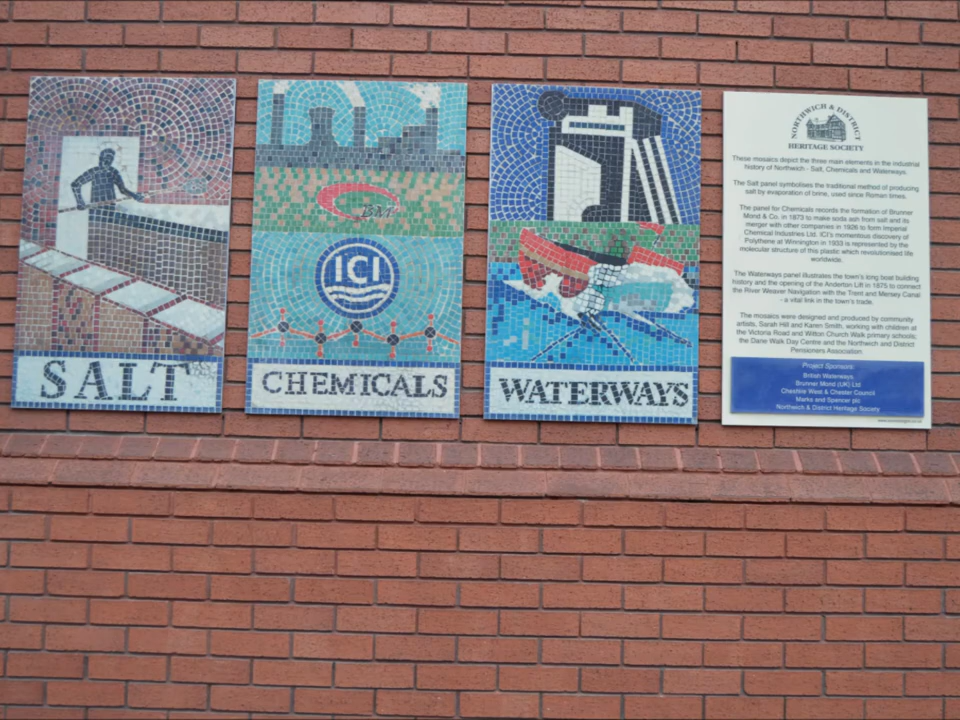 SALT
BM
ICI
CHEMICALS
WATERWAYS
NORTHWICH & DISTRICT
HERITAGE SOCIETY
These mosaics depict the three main elements in the industrial
history of Northwich - Salt, Chemicals and Waterways.
The Salt panel symbolises the traditional method of producing
salt by evaporation of brine, used since Roman times.
The panel for Chemicals records the formation of Brunner
Mond & Co. in 1873 to make soda ash from salt and its
merger with other companies in 1926 to form Imperial
Chemical Industries Ltd. ICI's momentous discovery of
Polythene at Winnington in 1933 is represented by the
molecular structure of this plastic which revolutionised life
worldwide.
The Waterways panel illustrates the town's long boat building
history and the opening of the Anderton Lift in 1875 to connect
the River Weaver Navigation with the Trent and Mersey Canal
- a vital link in the town's trade.
The mosaics were designed and produced by community
artists, Sarah Hill and Karen Smith, working with children at
the Victoria Road and Witton Church Walk primary schools;
the Dane Walk Day Centre and the Northwich and District
Pensioners Association.
Project Sponsors:
British Waterways
Brunner Mond (UK) Ltd
Cheshire West & Chester Council
Marks and Spencer plc
Northwich & District Heritage Society